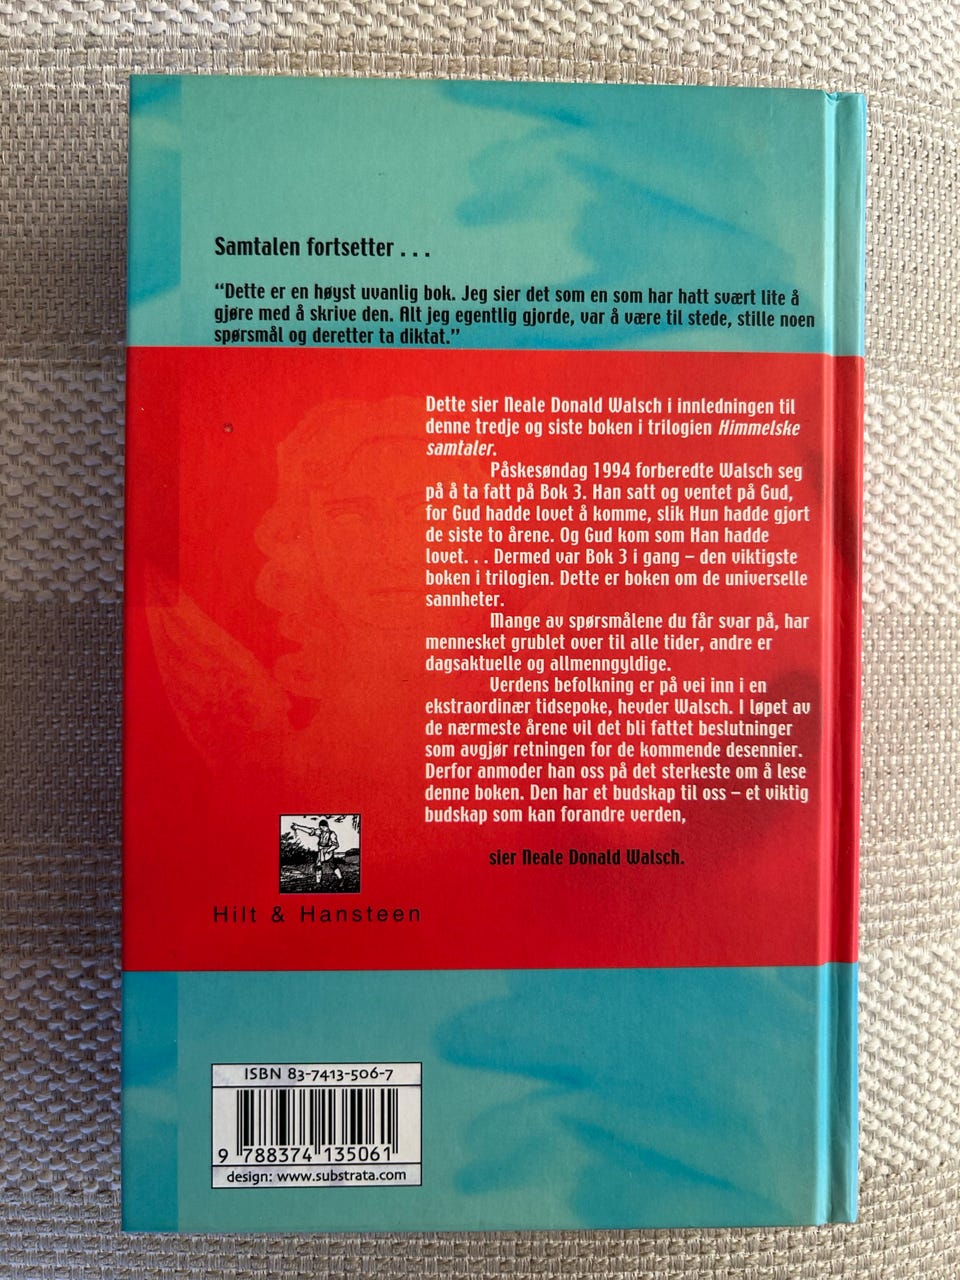 Samtalen fortsetter . . .
“Dette er en høyst uvanlig bok. Jeg sier det som en som har hatt svært lite å
gjøre med å skrive den. Alt jeg egentlig gjorde, var å være til stede, stille noen
spørsmål og deretter ta diktat.”
Dette sier Neale Donald Walsch i innledningen til
denne tredje og siste boken i trilogien Himmelske
samtaler.
Påskesøndag 1994 forberedte Walsch seg
på å ta fatt på Bok 3. Han satt og ventet på Gud,
for Gud hadde lovet å komme, slik Hun hadde gjort
de siste to årene. Og Gud kom som Han hadde
lovet. . . Dermed var Bok 3 i gang – den viktigste
boken i trilogien. Dette er boken om de universelle
sannheter.
Mange av spørsmålene du får svar på, har
mennesket grublet over til alle tider, andre er
dagsaktuelle og allmenngyldige.
Verdens befolkning er på vei inn i en
ekstraordinær tidsepoke, hevder Walsch. I løpet av
de nærmeste årene vil det bli fattet beslutninger
som avgjør retningen for de kommende desennier.
Derfor anmoder han oss på det sterkeste om å lese
denne boken. Den har et budskap til oss – et viktig
budskap som kan forandre verden,
sier Neale Donald Walsch.
Hilt & Hansteen
ISBN 83-7413-506-7
9 788374 135061
design: www.substrata.com